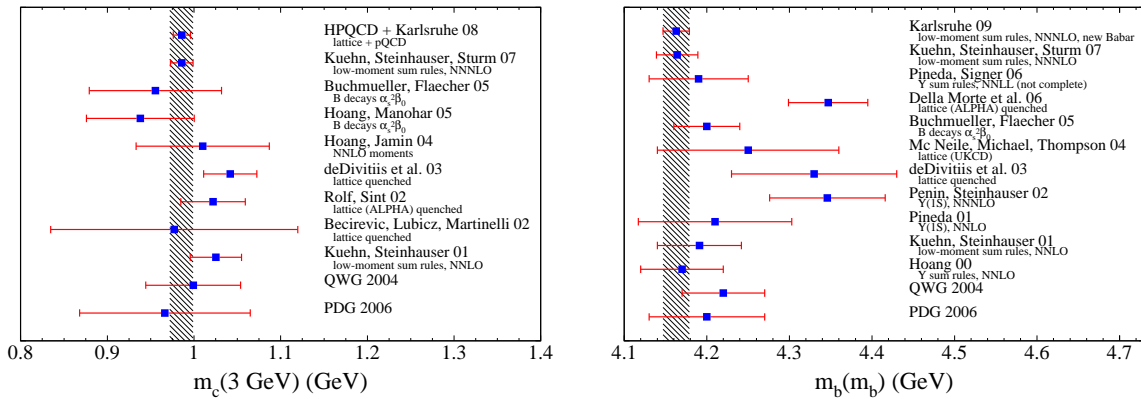 HPQCD + Karlsruhe 08
lattice + pQCD
Kuehn, Steinhauser, Sturm 07
low-moment sum rules, NNNLO
Buchmueller, Flaecher 05
B decays αₛ²β₀
Hoang, Manohar 05
B decays αₛ²β₀
Hoang, Jamin 04
NNLO moments
deDivitiis et al. 03
lattice quenched
Rolf, Sint 02
lattice (ALPHA) quenched
Becirevic, Lubicz, Martinelli 02
lattice quenched
Kuehn, Steinhauser 01
low-moment sum rules, NNLO
QWG 2004
PDG 2006
0.8 0.9 1 1.1 1.2 1.3 1.4
m_c(3 GeV) (GeV)
Karlsruhe 09
low-moment sum rules, NNNLO, new Babar
Kuehn, Steinhauser, Sturm 07
low-moment sum rules, NNNLO
Pineda, Signer 06
Υ sum rules, NNLL (not complete)
Della Morte et al. 06
lattice (ALPHA) quenched
Buchmueller, Flaecher 05
B decays αₛ²β₀
Mc Neile, Michael, Thompson 04
lattice (UKCD)
deDivitiis et al. 03
lattice quenched
Penin, Steinhauser 02
Υ(1S), NNNLO
Pineda 01
Υ(1S), NNLO
Kuehn, Steinhauser 01
low-moment sum rules, NNLO
Hoang 00
Υ sum rules, NNLO
QWG 2004
PDG 2006
4.1 4.2 4.3 4.4 4.5 4.6 4.7
m_b(m_b) (GeV)